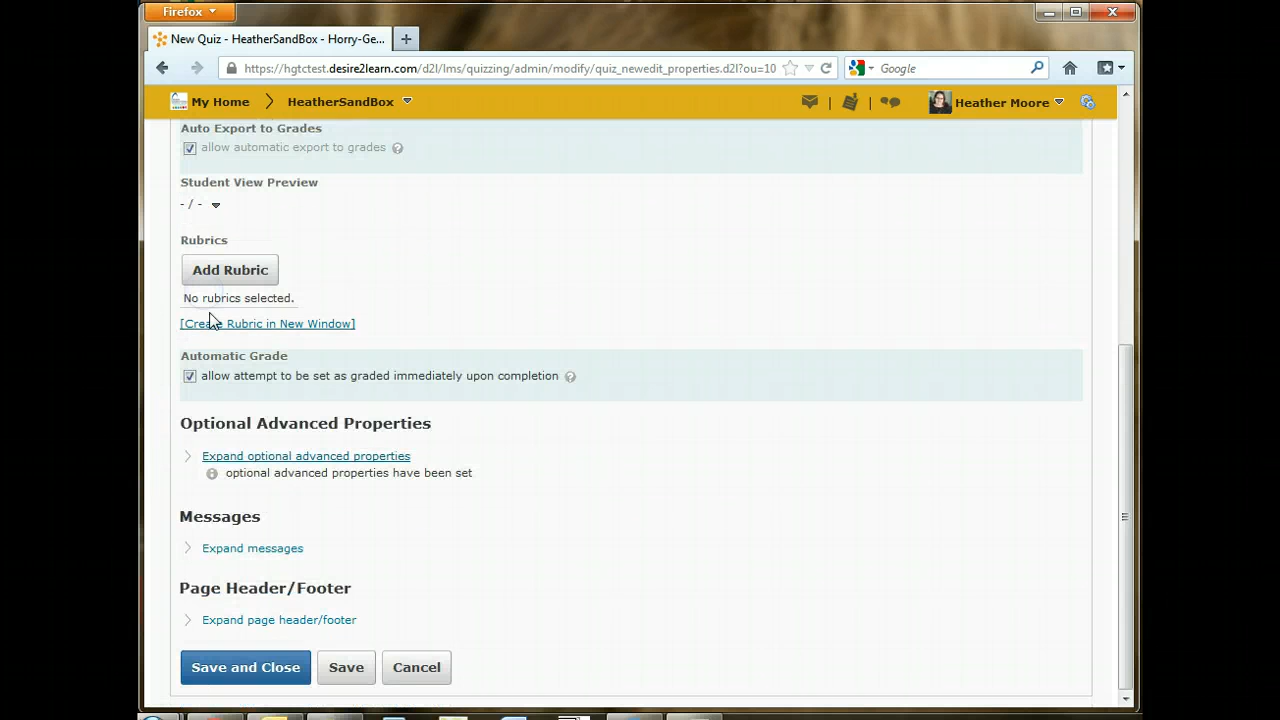 Firefox
New Quiz - HeatherSandBox - Horry-Ge...
https://hgtctest.desire2learn.com/d2l/lms/quizzing/admin/modify/quiz_newedit_properties.d2l?ou=10
Google
My Home
HeatherSandBox
Heather Moore
Auto Export to Grades
allow automatic export to grades
Student View Preview
- / -
Rubrics
Add Rubric
No rubrics selected.
[Create Rubric in New Window]
Automatic Grade
allow attempt to be set as graded immediately upon completion
Optional Advanced Properties
Expand optional advanced properties
optional advanced properties have been set
Messages
Expand messages
Page Header/Footer
Expand page header/footer
Save and Close
Save
Cancel